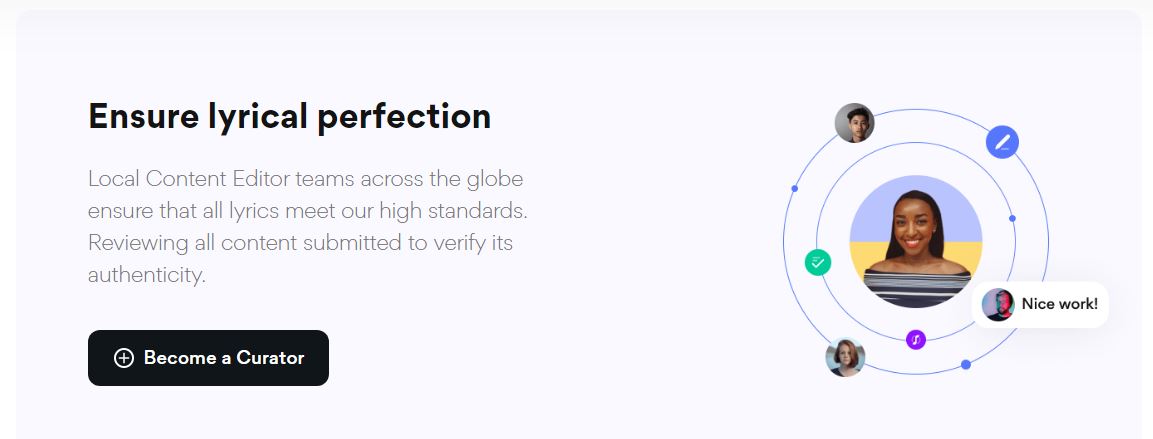 Ensure lyrical perfection
Local Content Editor teams across the globe
ensure that all lyrics meet our high standards.
Reviewing all content submitted to verify its
authenticity.
Become a Curator
Nice work!